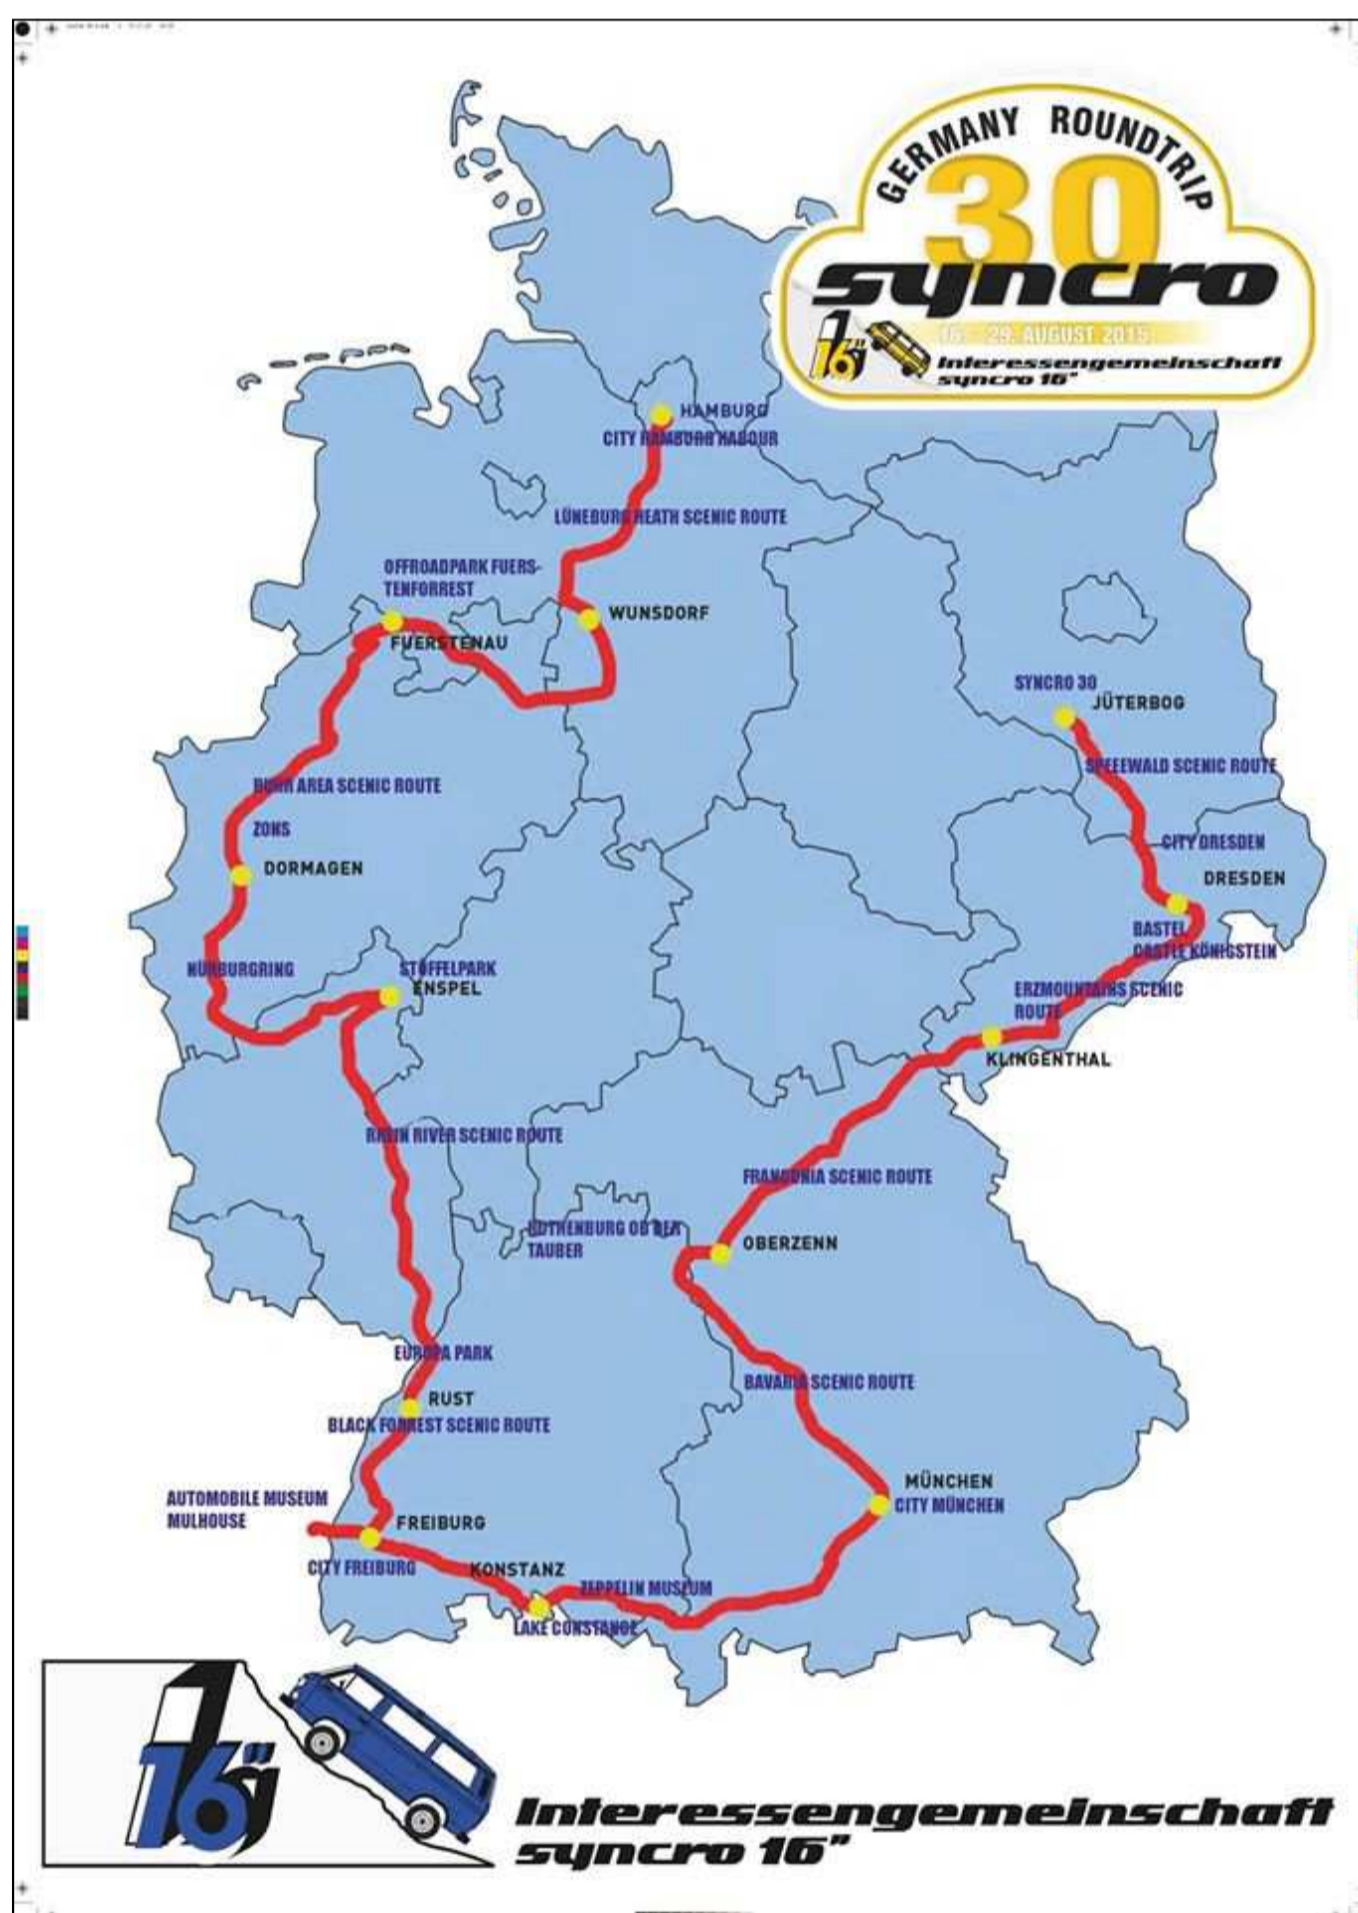 GERMANY ROUNDTRIP
30
syncro
16. - 29. AUGUST 2015
16"
Interessengemeinschaft
syncro 16"
HAMBURG
CITY HAMBURG HABOUR
LÜNEBURG HEATH SCENIC ROUTE
OFFROADPARK FUERS-
TENFORREST
WUNSDORF
FUERSTENAU
SYNCRO 30
JÜTERBOG
SPEEWALD SCENIC ROUTE
AREA SCENIC ROUTE
ZONS
CITY DRESDEN
DORMAGEN
DRESDEN
BASTEI
CASTLE KÖNIGSTEIN
NÜRBURGRING
STÖFFELPARK
ENSPEL
ERZMOUNTAINS SCENIC
ROUTE
KLINGENTHAL
RHEIN RIVER SCENIC ROUTE
FRANCONIA SCENIC ROUTE
ROTHENBURG OB DER
TAUBER
OBERZENN
EUROPA PARK
BAVARIA SCENIC ROUTE
RUST
BLACK FORREST SCENIC ROUTE
MÜNCHEN
CITY MÜNCHEN
AUTOMOBILE MUSEUM
MULHOUSE
FREIBURG
CITY FREIBURG
KONSTANZ
ZEPPELIN MUSEUM
LAKE CONSTANCE
16"
Interessengemeinschaft
syncro 16"